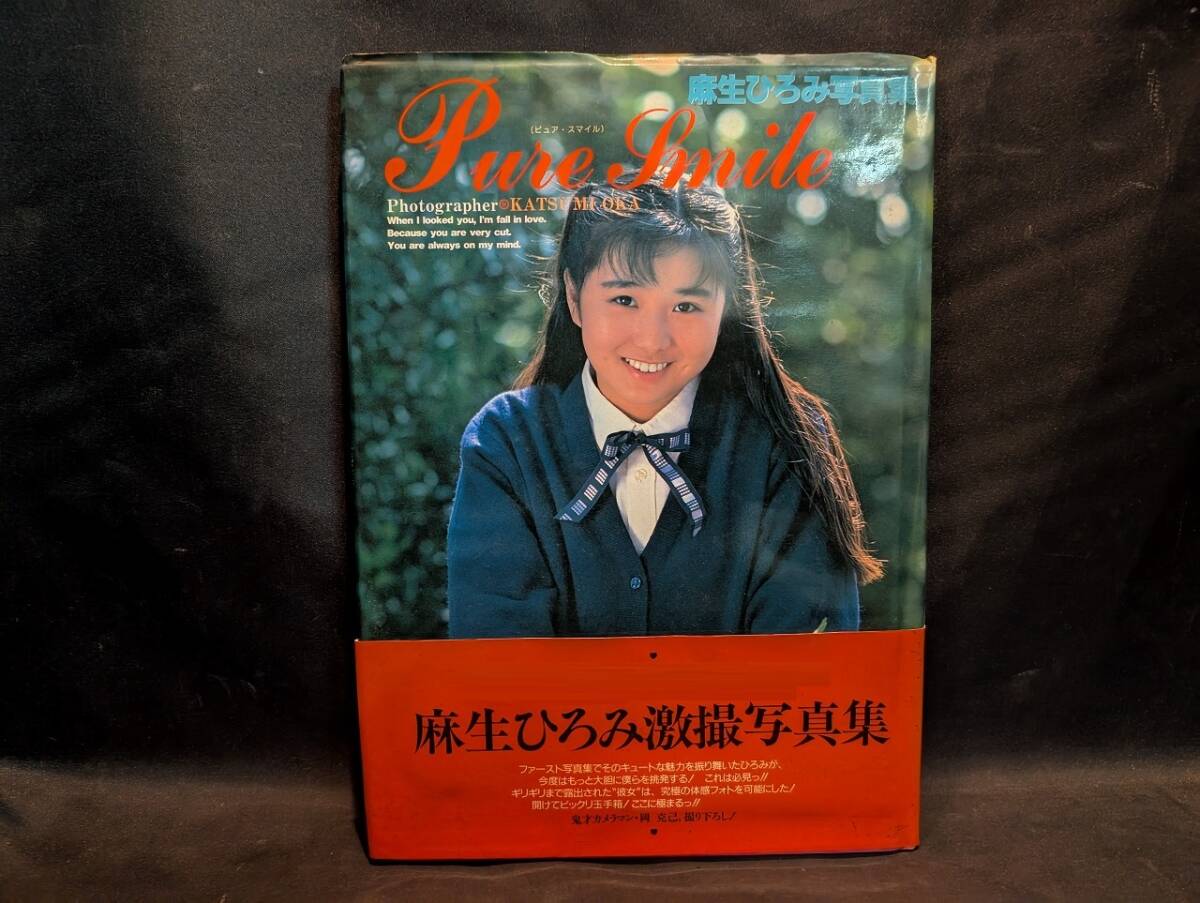 麻生ひろみ写真集
Pure Smile
(ピュア・スマイル)
Photographer◎KATSUMI OKA
When I looked you, I'm fall in love.
Because you are very cut.
You are always on my mind.
麻生ひろみ激撮写真集
ファースト写真集でそのキュートな魅力を振り舞いたひろみが、
今度はもっと大胆に僕らを挑発する! これは必見っ!!
ギリギリまで露出された"彼女"は、究極の体感フォトを可能にした!
開けてビックリ玉手箱! ここに極まるっ!!
鬼才カメラマン・岡 克己、撮り下ろし!